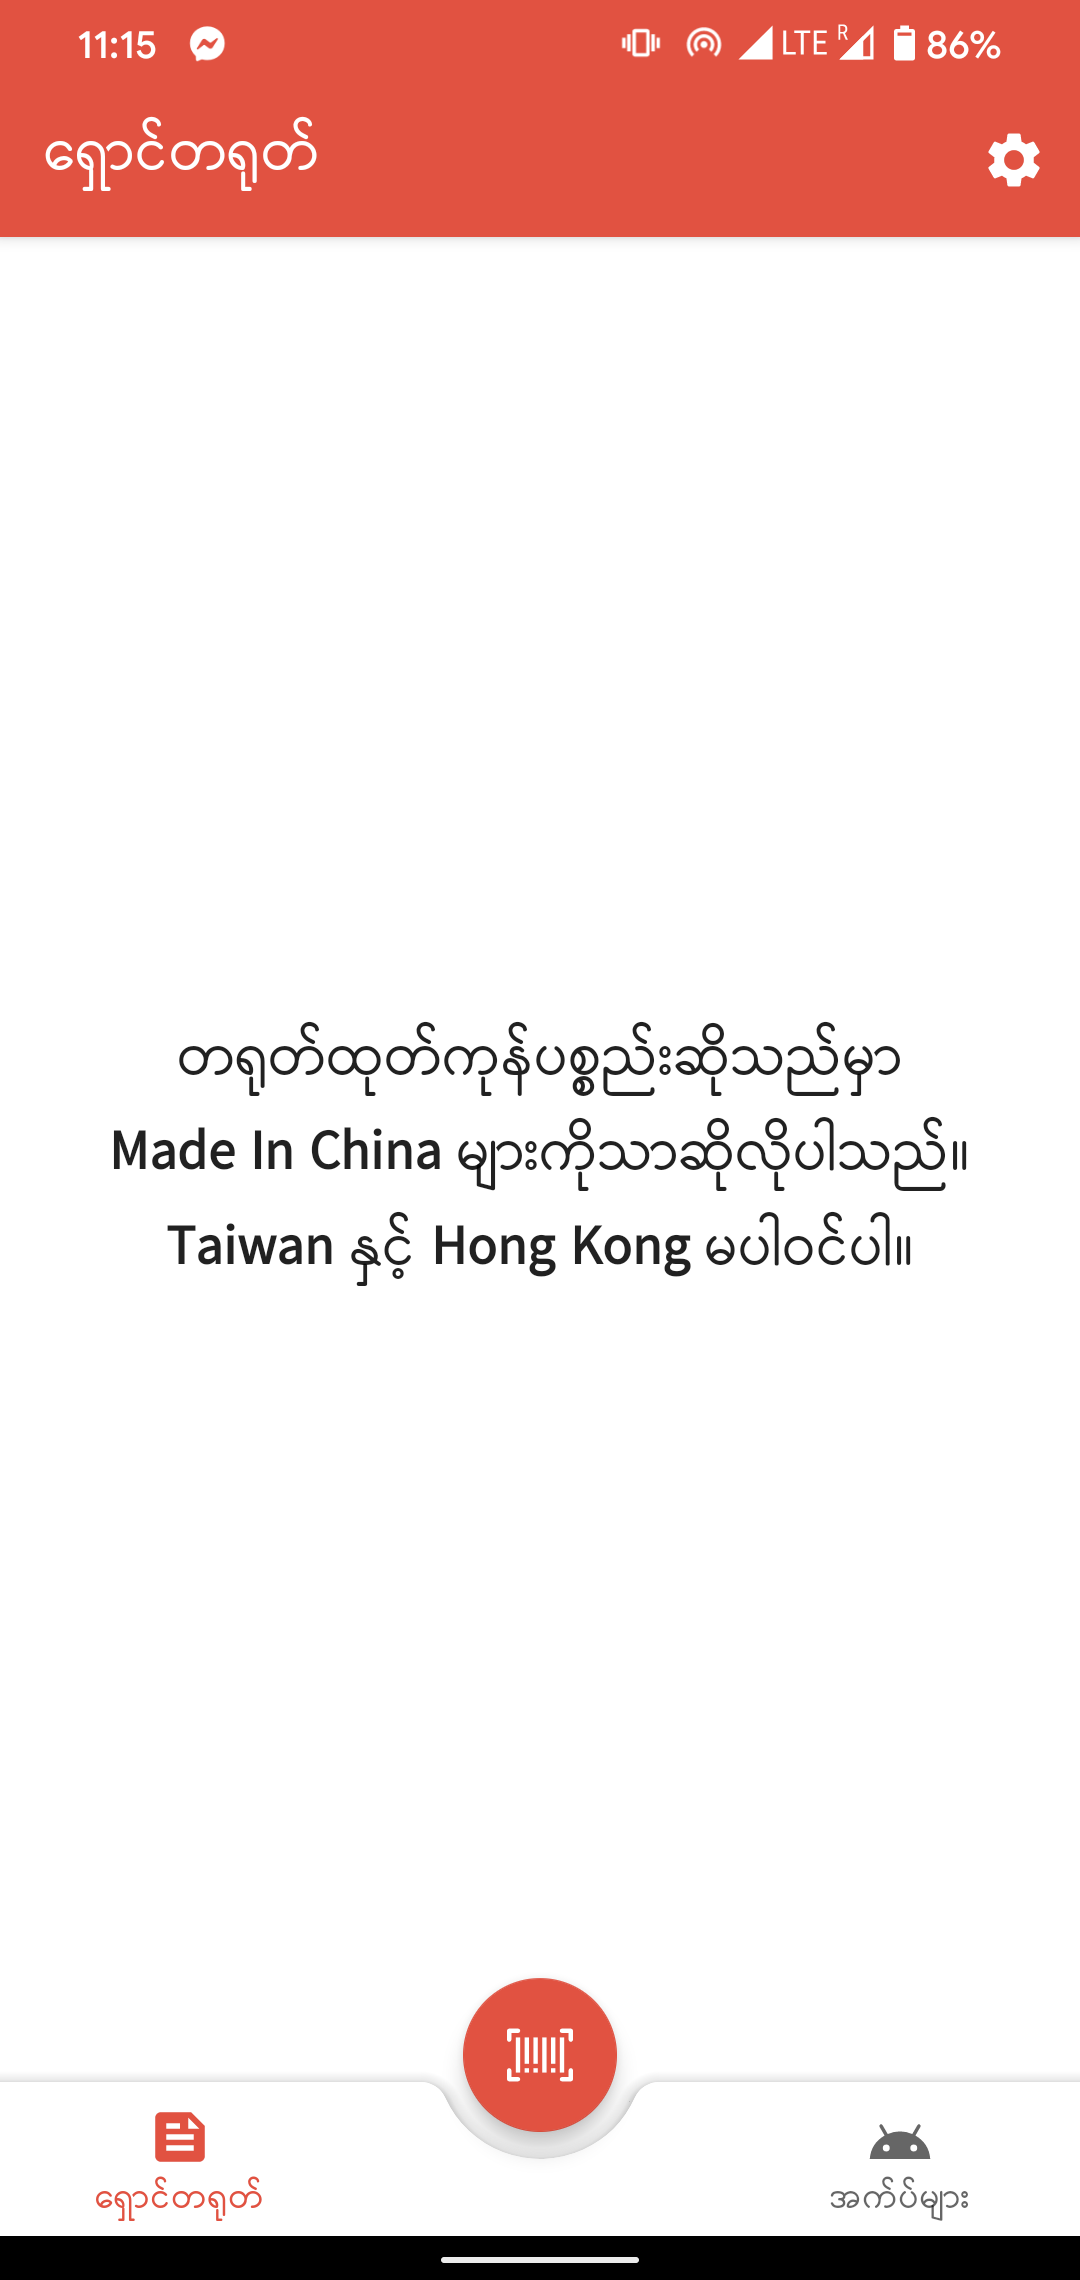 11:15
LTE R 86%
ရှောင်တရုတ်
တရုတ်ထုတ်ကုန်ပစ္စည်းဆိုသည်မှာ
Made In China များကိုသာဆိုလိုပါသည်။
Taiwan နှင့် Hong Kong မပါဝင်ပါ။
ရှောင်တရုတ်
အက်ပ်များ